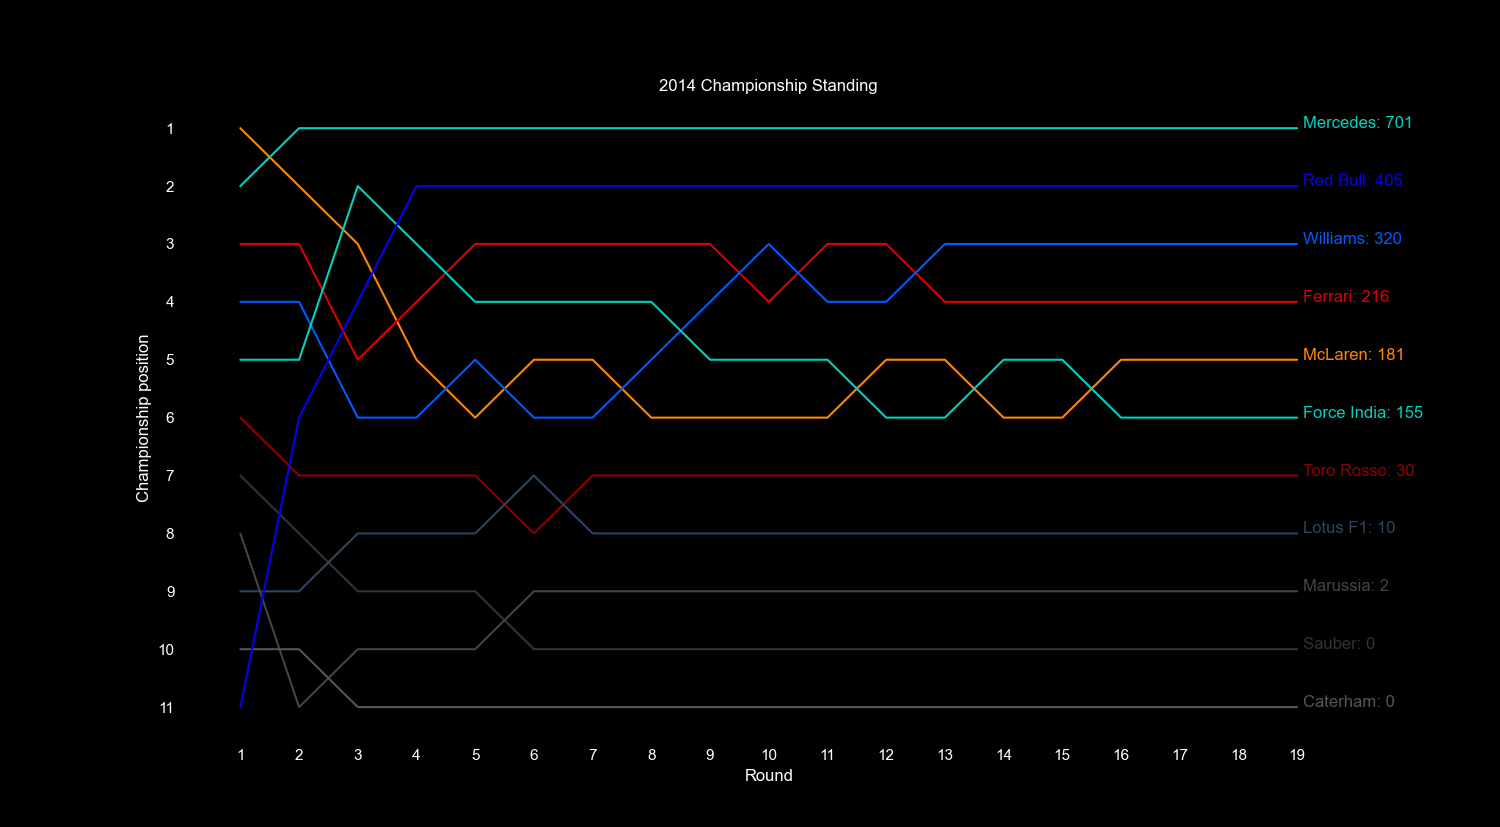 2014 Championship Standing
Championship position
1
2
3
4
5
6
7
8
9
10
11
Mercedes: 701
Red Bull: 405
Williams: 320
Ferrari: 216
McLaren: 181
Force India: 155
Toro Rosso: 30
Lotus F1: 10
Marussia: 2
Sauber: 0
Caterham: 0
1 2 3 4 5 6 7 8 9 10 11 12 13 14 15 16 17 18 19
Round